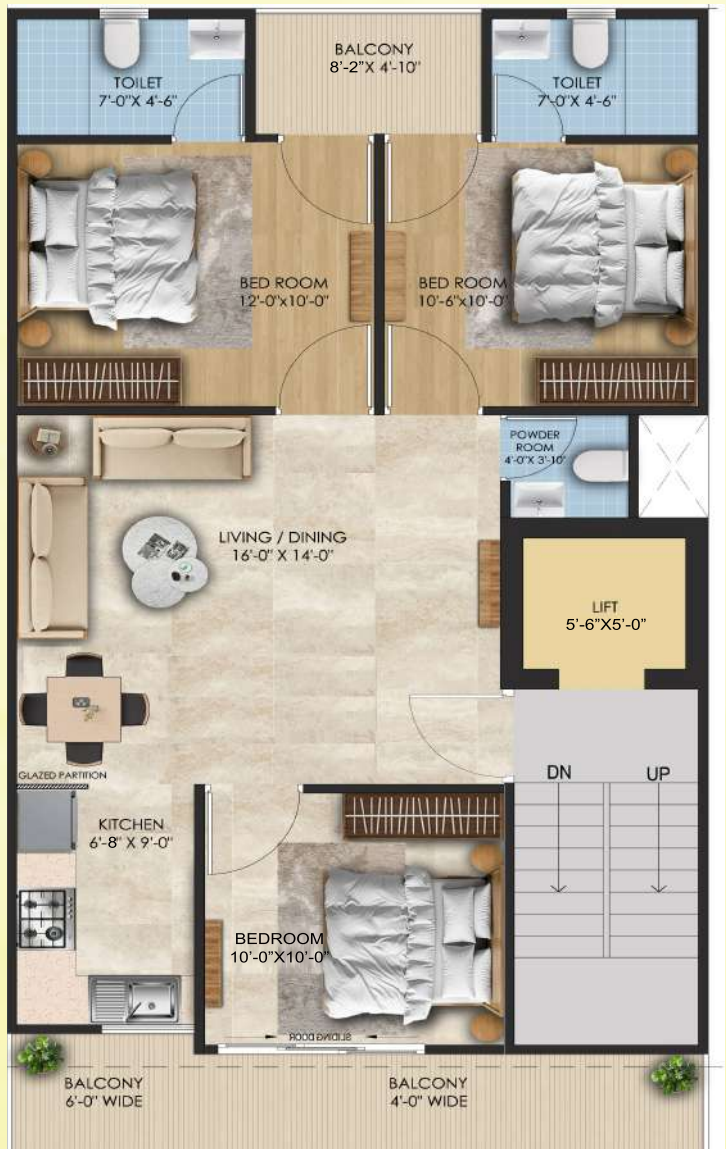 BALCONY
8'-2"X 4'-10"
TOILET
7'-0"X 4'-6"
TOILET
7'-0"X 4'-6"
BED ROOM
12'-0"x10'-0"
BED ROOM
10'-6"x10'-0"
POWDER
ROOM
4'-0"X 3'-10"
LIVING / DINING
16'-0" X 14'-0"
LIFT
5'-6"X5'-0"
GLAZED PARTITION
DN
UP
KITCHEN
6'-8" X 9'-0"
BEDROOM
10'-0"X10'-0"
SLIDING DOOR
BALCONY
6'-0" WIDE
BALCONY
4'-0" WIDE